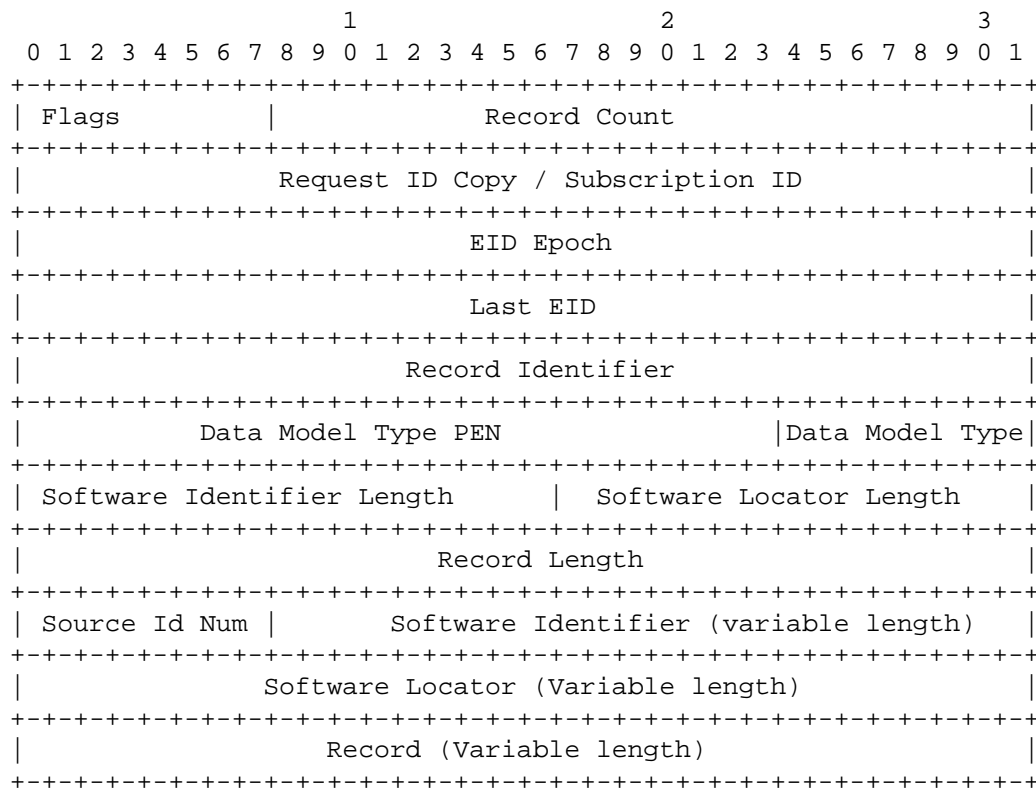 1                   2                   3
 0 1 2 3 4 5 6 7 8 9 0 1 2 3 4 5 6 7 8 9 0 1 2 3 4 5 6 7 8 9 0 1
+-+-+-+-+-+-+-+-+-+-+-+-+-+-+-+-+-+-+-+-+-+-+-+-+-+-+-+-+-+-+-+-+
| Flags         |             Record Count                      |
+-+-+-+-+-+-+-+-+-+-+-+-+-+-+-+-+-+-+-+-+-+-+-+-+-+-+-+-+-+-+-+-+
|                Request ID Copy / Subscription ID              |
+-+-+-+-+-+-+-+-+-+-+-+-+-+-+-+-+-+-+-+-+-+-+-+-+-+-+-+-+-+-+-+-+
|                            EID Epoch                          |
+-+-+-+-+-+-+-+-+-+-+-+-+-+-+-+-+-+-+-+-+-+-+-+-+-+-+-+-+-+-+-+-+
|                            Last EID                           |
+-+-+-+-+-+-+-+-+-+-+-+-+-+-+-+-+-+-+-+-+-+-+-+-+-+-+-+-+-+-+-+-+
|                        Record Identifier                      |
+-+-+-+-+-+-+-+-+-+-+-+-+-+-+-+-+-+-+-+-+-+-+-+-+-+-+-+-+-+-+-+-+
|           Data Model Type PEN                 |Data Model Type|
+-+-+-+-+-+-+-+-+-+-+-+-+-+-+-+-+-+-+-+-+-+-+-+-+-+-+-+-+-+-+-+-+
| Software Identifier Length      |  Software Locator Length    |
+-+-+-+-+-+-+-+-+-+-+-+-+-+-+-+-+-+-+-+-+-+-+-+-+-+-+-+-+-+-+-+-+
|                          Record Length                        |
+-+-+-+-+-+-+-+-+-+-+-+-+-+-+-+-+-+-+-+-+-+-+-+-+-+-+-+-+-+-+-+-+
| Source Id Num |       Software Identifier (variable length)   |
+-+-+-+-+-+-+-+-+-+-+-+-+-+-+-+-+-+-+-+-+-+-+-+-+-+-+-+-+-+-+-+-+
|               Software Locator (Variable length)              |
+-+-+-+-+-+-+-+-+-+-+-+-+-+-+-+-+-+-+-+-+-+-+-+-+-+-+-+-+-+-+-+-+
|                   Record (Variable length)                    |
+-+-+-+-+-+-+-+-+-+-+-+-+-+-+-+-+-+-+-+-+-+-+-+-+-+-+-+-+-+-+-+-+